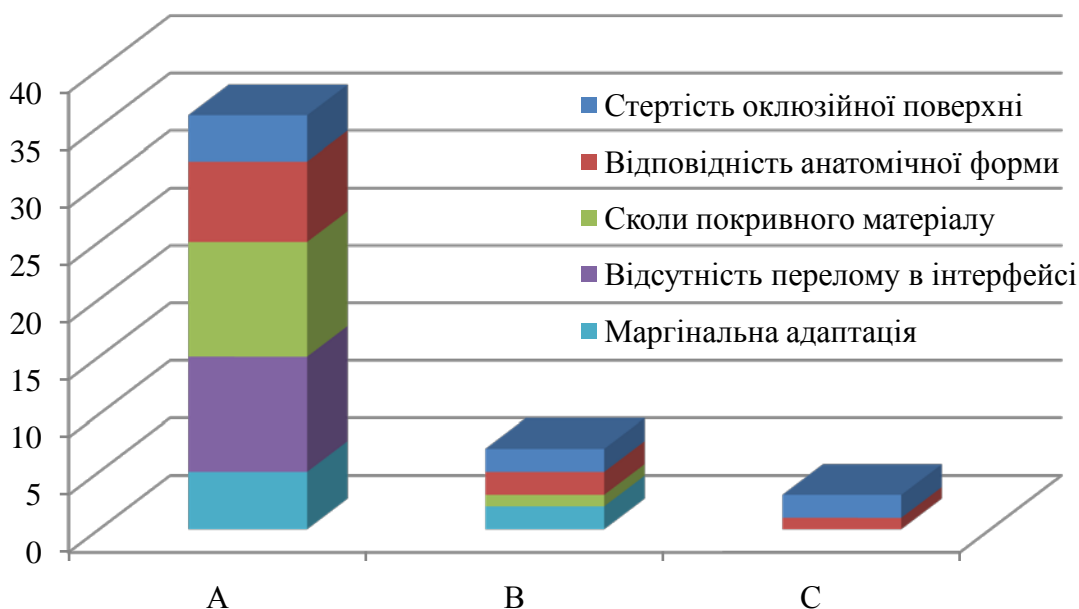 40
35
30
25
20
15
10
5
0
Стертість оклюзійної поверхні
Відповідність анатомічної форми
Сколи покривного матеріалу
Відсутність перелому в інтерфейсі
Маргінальна адаптація
А В С